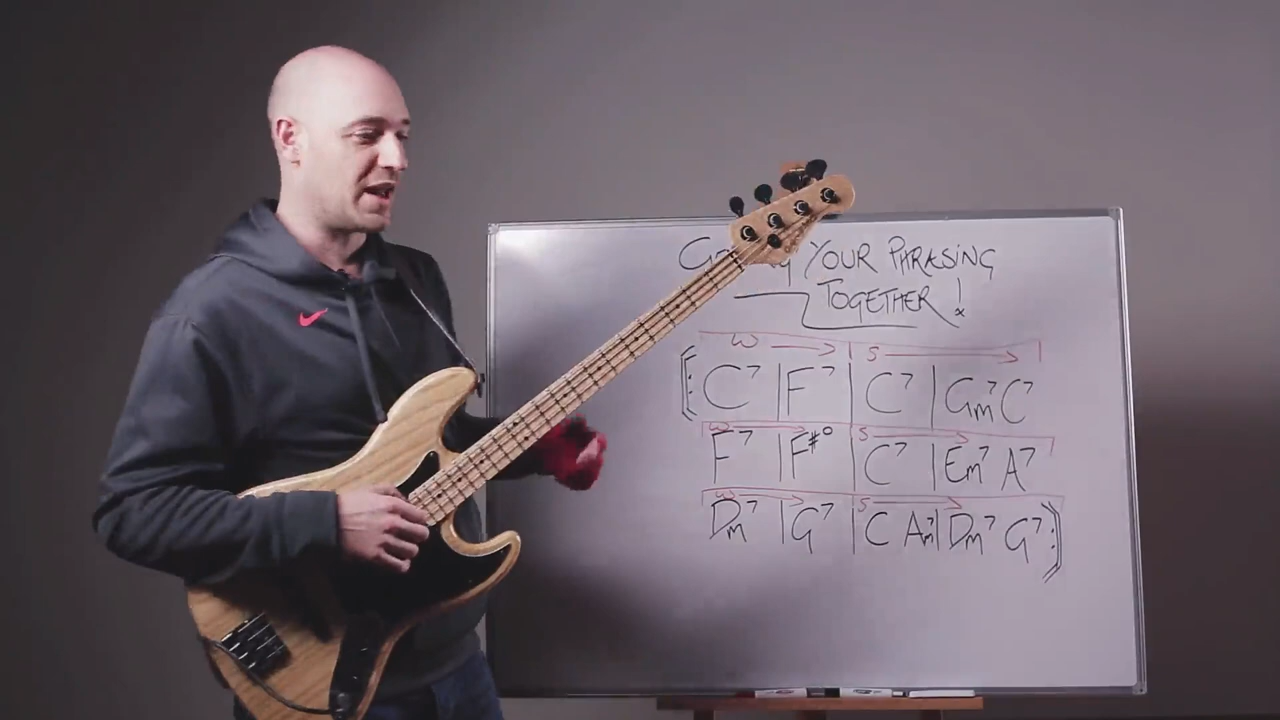 YOUR PHRASING
TOGETHER!
W S
C7 | F7 | C7 | Gm7 C7
W S
F7 | F#° | C7 | Em7 A7
W S
Dm7 | G7 | C Am7 | Dm7 G7